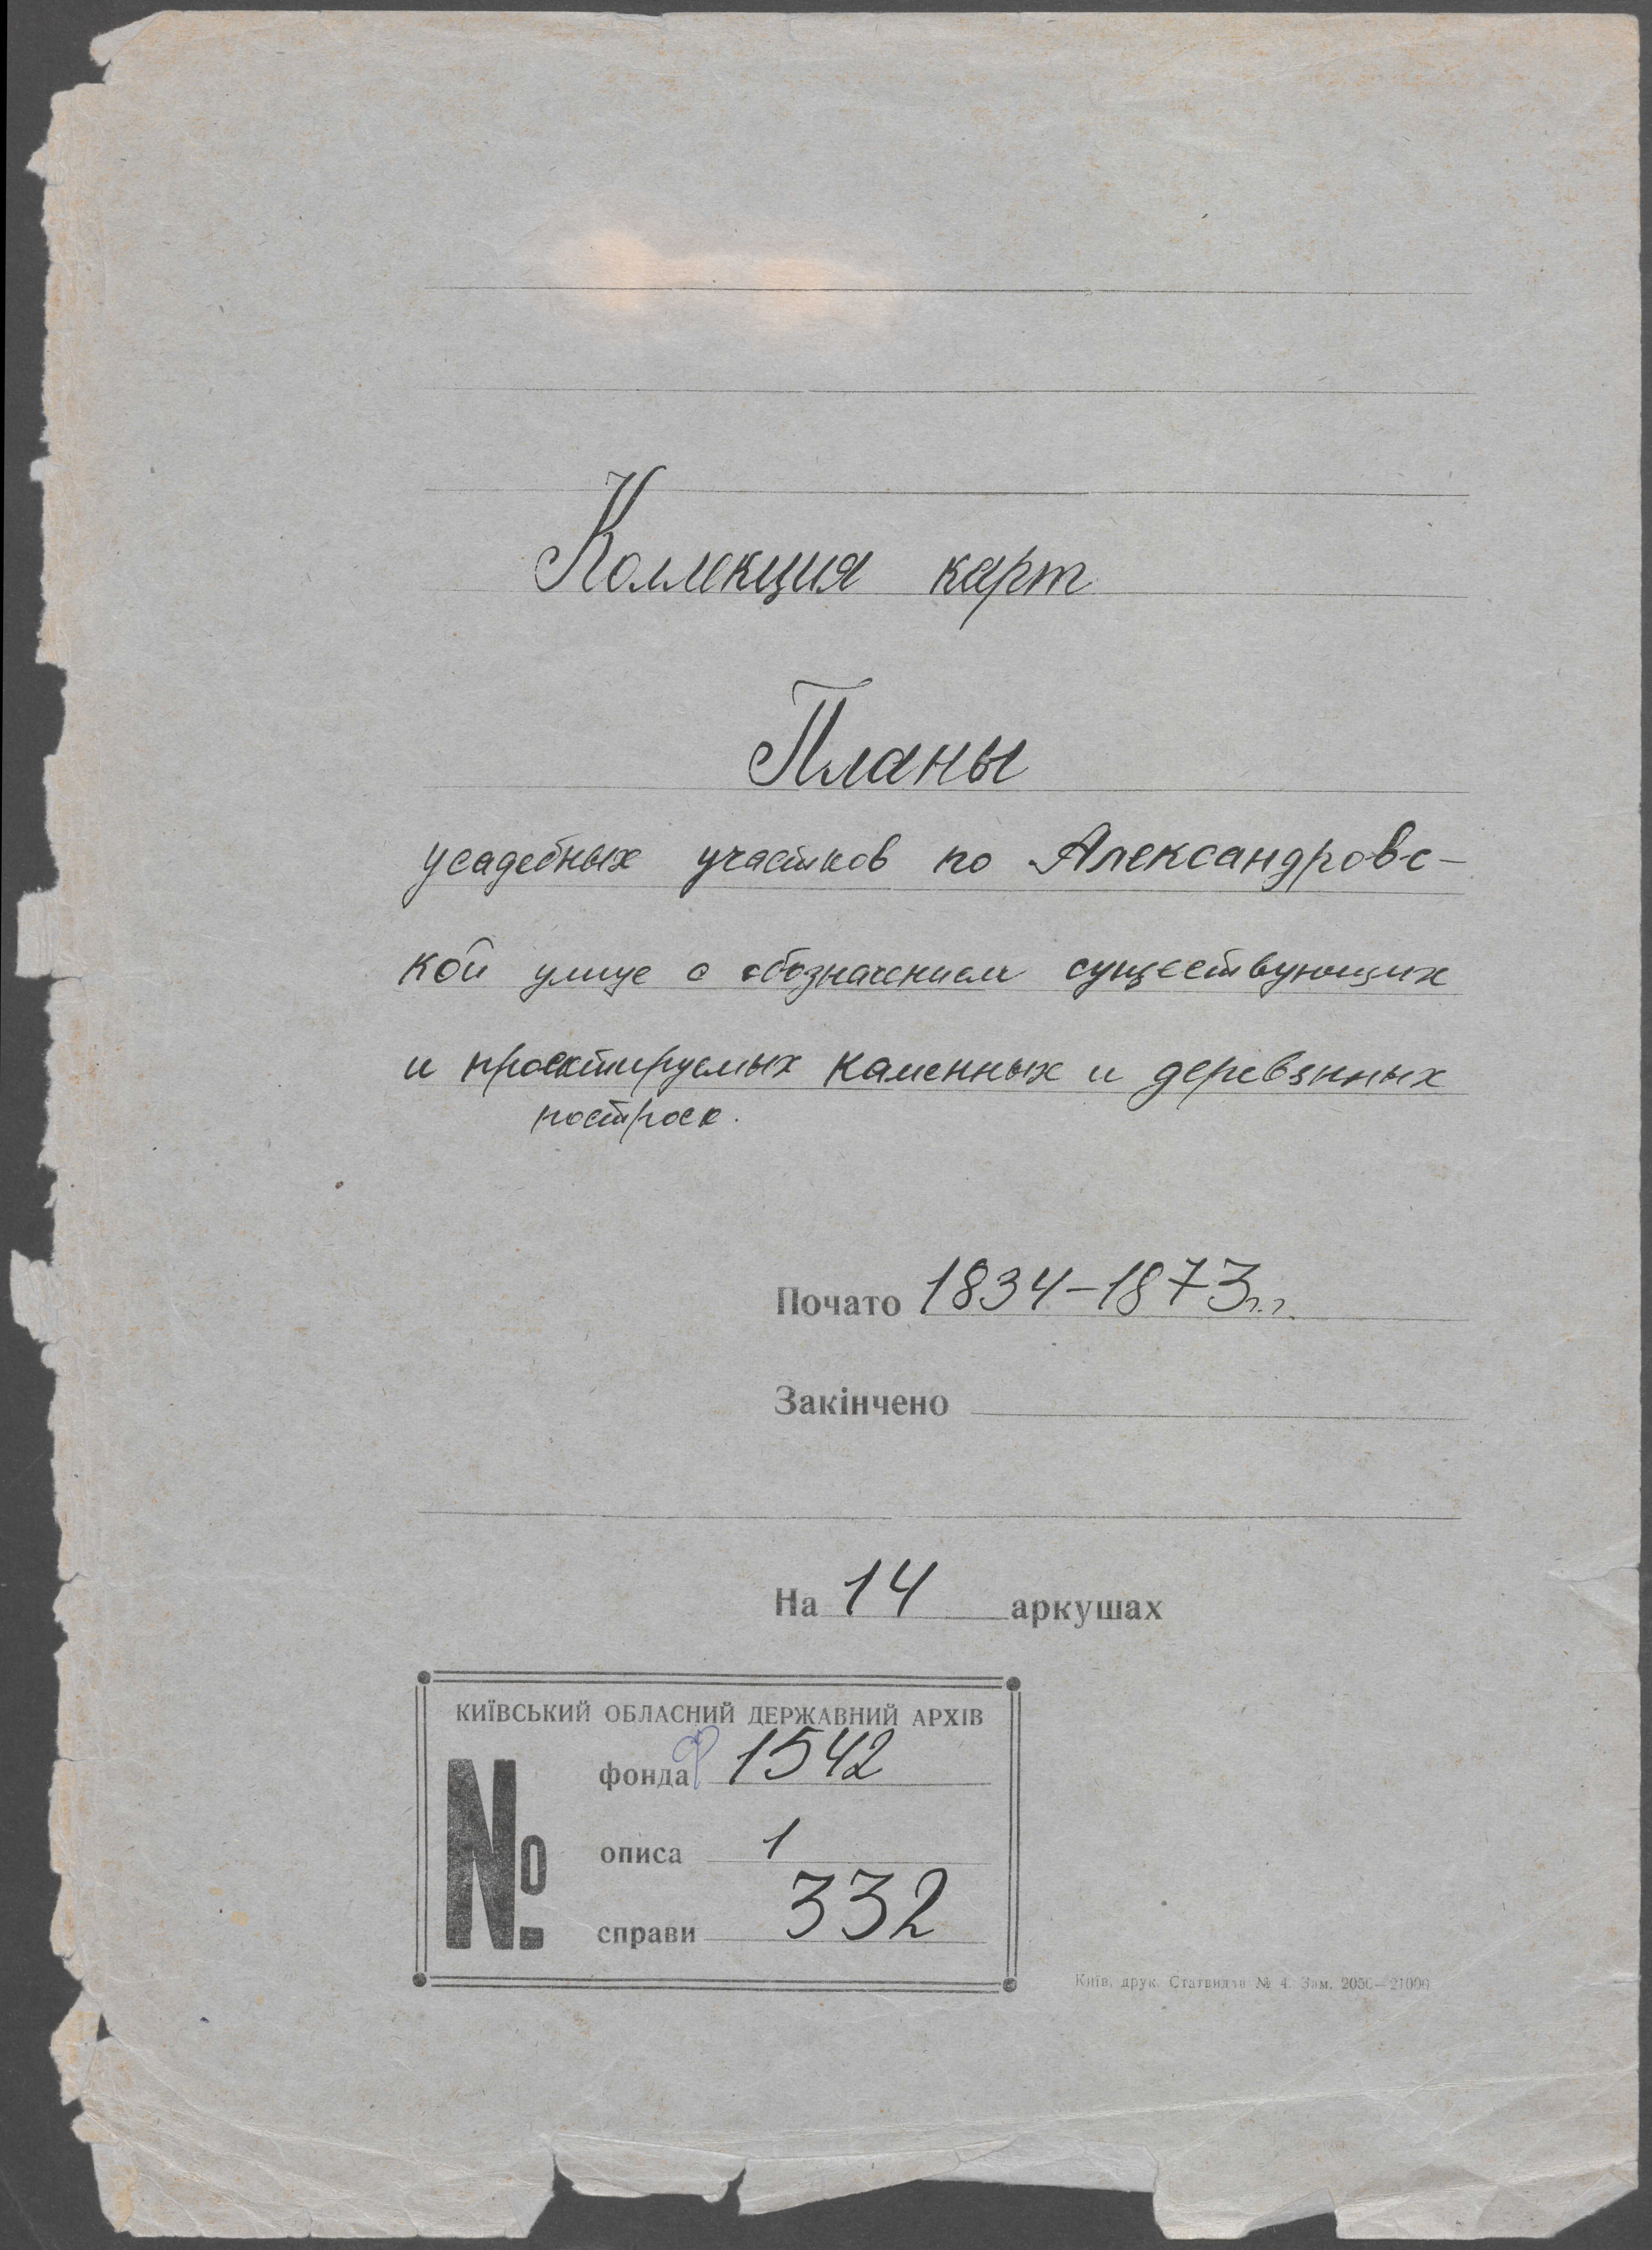 Коллекция карт
Планы
усадебных участков по Александровс-
кой улице с обозначением существующих
и проектируемых каменных и деревянных
построек.
Почато 1834-1873 г.г.
Закінчено
На 14 аркушах
КИЇВСЬКИЙ ОБЛАСНИЙ ДЕРЖАВНИЙ АРХІВ
№
фонда Р 1542
описа 1
справи 332
Київ, друк. Статвидав № 4. Зам. 2050—21000